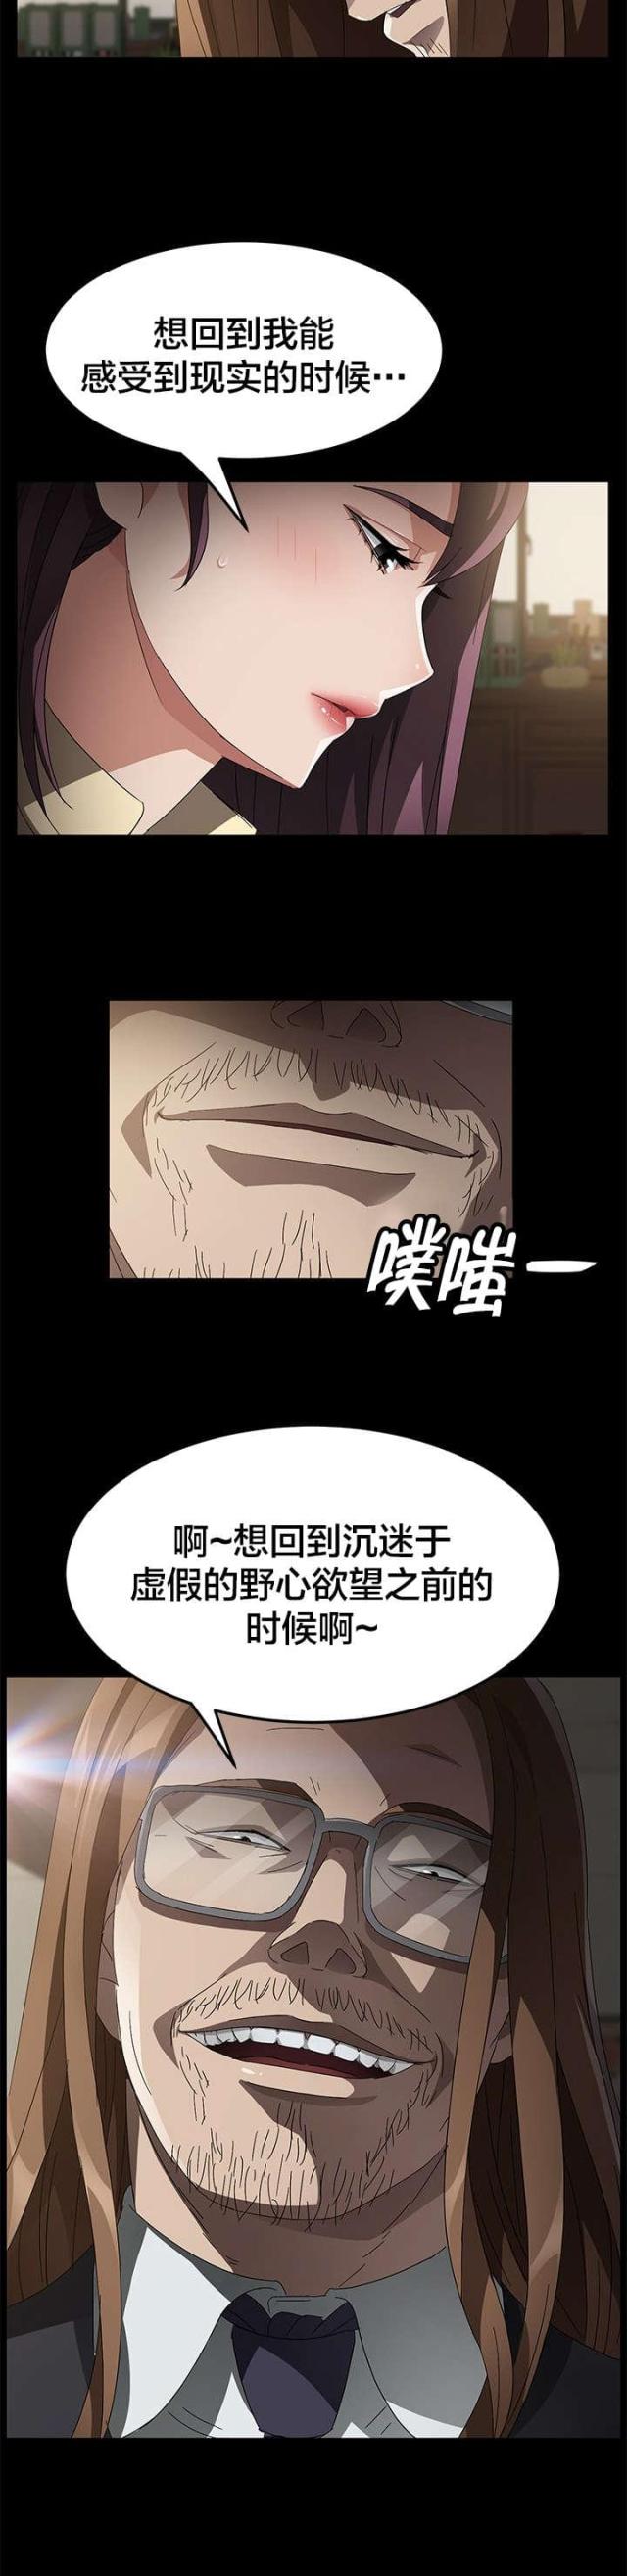 想回到我能
感受到现实的时候…
噗嗤一
啊~想回到沉迷于
虚假的野心欲望之前的
时候啊~